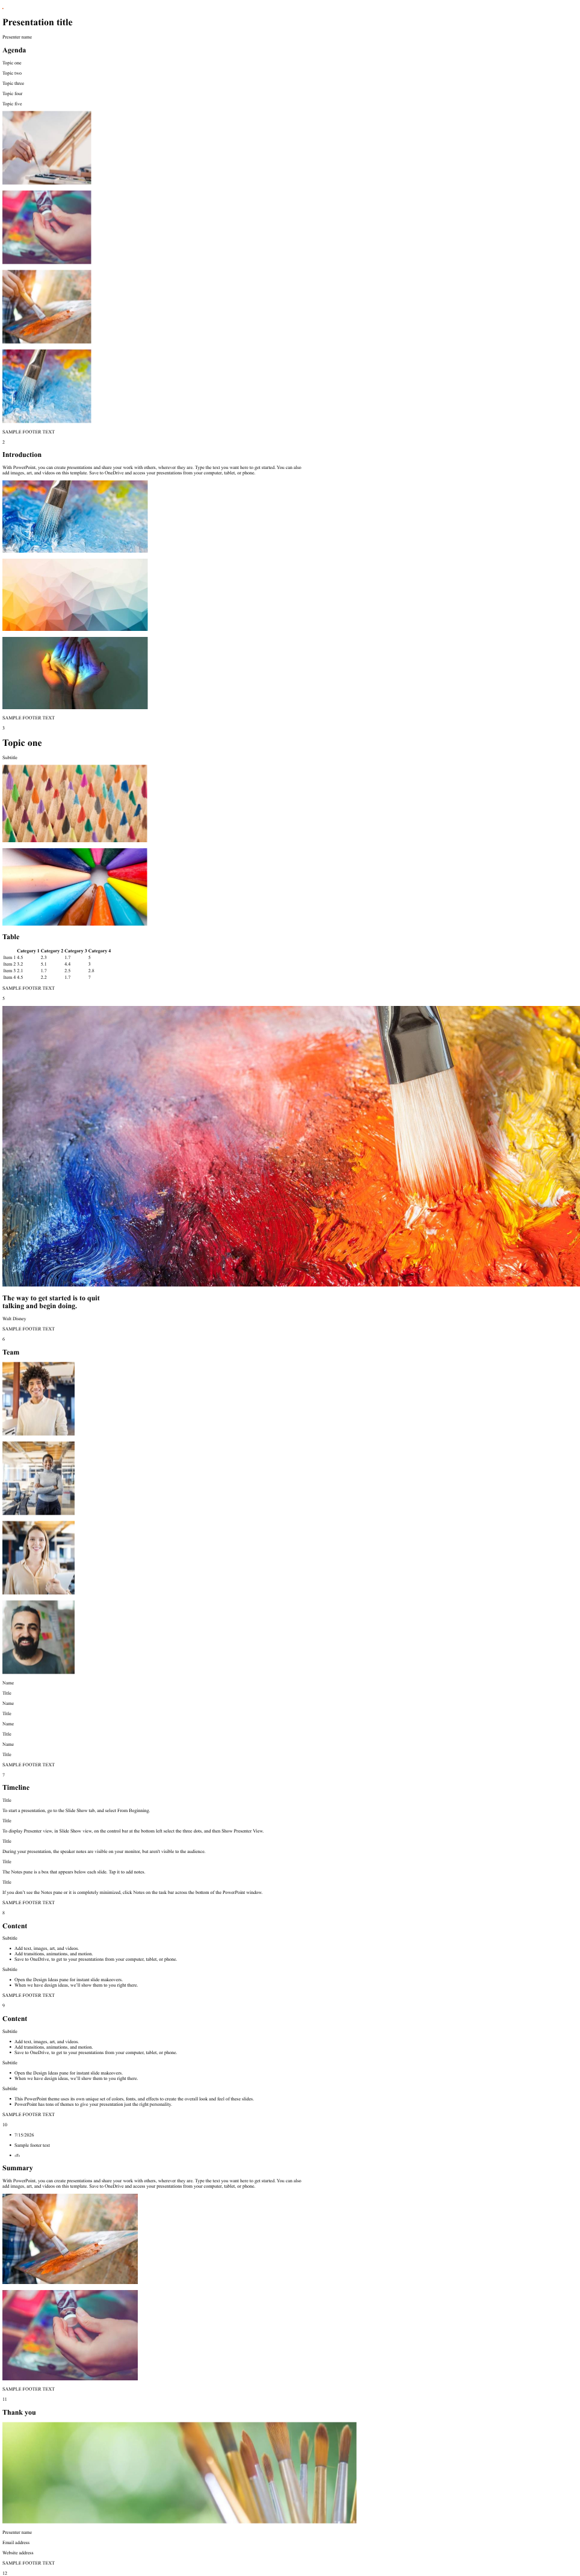 Presentation title
Presenter name
Agenda
Topic one
Topic two
Topic three
Topic four
Topic five
SAMPLE FOOTER TEXT
2
Introduction
With PowerPoint, you can create presentations and share your work with others, wherever they are. Type the text you want here to get started. You can also
add images, art, and videos on this template. Save to OneDrive and access your presentations from your computer, tablet, or phone.
SAMPLE FOOTER TEXT
3
Topic one
Subtitle
Table
Category 1 Category 2 Category 3 Category 4
Item 1 4.5 2.3 1.7 5
Item 2 3.2 5.1 4.4 3
Item 3 2.1 1.7 2.5 2.8
Item 4 4.5 2.2 1.7 7
SAMPLE FOOTER TEXT
The way to get started is to quit
talking and begin doing.
Walt Disney
SAMPLE FOOTER TEXT
6
Team
Name
Title
Name
Title
Name
Title
Name
Title
SAMPLE FOOTER TEXT
7
Timeline
Title
To start a presentation, go to the Slide Show tab, and select From Beginning.
Title
To display Presenter view, in Slide Show view, on the control bar at the bottom left select the three dots, and then Show Presenter View.
Title
During your presentation, the speaker notes are visible on your monitor, but aren't visible to the audience.
Title
The Notes pane is a box that appears below each slide. Tap it to add notes.
Title
If you don't see the Notes pane or it is completely minimized, click Notes on the task bar across the bottom of the PowerPoint window.
SAMPLE FOOTER TEXT
8
Content
Subtitle
• Add text, images, art, and videos.
• Add transitions, animations, and motion.
• Save to OneDrive, to get to your presentations from your computer, tablet, or phone.
Subtitle
• Open the Design Ideas pane for instant slide makeovers.
• When we have design ideas, we'll show them to you right there.
SAMPLE FOOTER TEXT
9
Content
Subtitle
• Add text, images, art, and videos.
• Add transitions, animations, and motion.
• Save to OneDrive, to get to your presentations from your computer, tablet, or phone.
Subtitle
• Open the Design Ideas pane for instant slide makeovers.
• When we have design ideas, we'll show them to you right there.
Subtitle
• This PowerPoint theme uses its own unique set of colors, fonts, and effects to create the overall look and feel of these slides.
• PowerPoint has tons of themes to give your presentation just the right personality.
SAMPLE FOOTER TEXT
10
• 7/15/2026
• Sample footer text
• ‹#›
Summary
With PowerPoint, you can create presentations and share your work with others, wherever they are. Type the text you want here to get started. You can also
add images, art, and videos on this template. Save to OneDrive and access your presentations from your computer, tablet, or phone.
SAMPLE FOOTER TEXT
11
Thank you
Presenter name
Email address
Website address
SAMPLE FOOTER TEXT
12